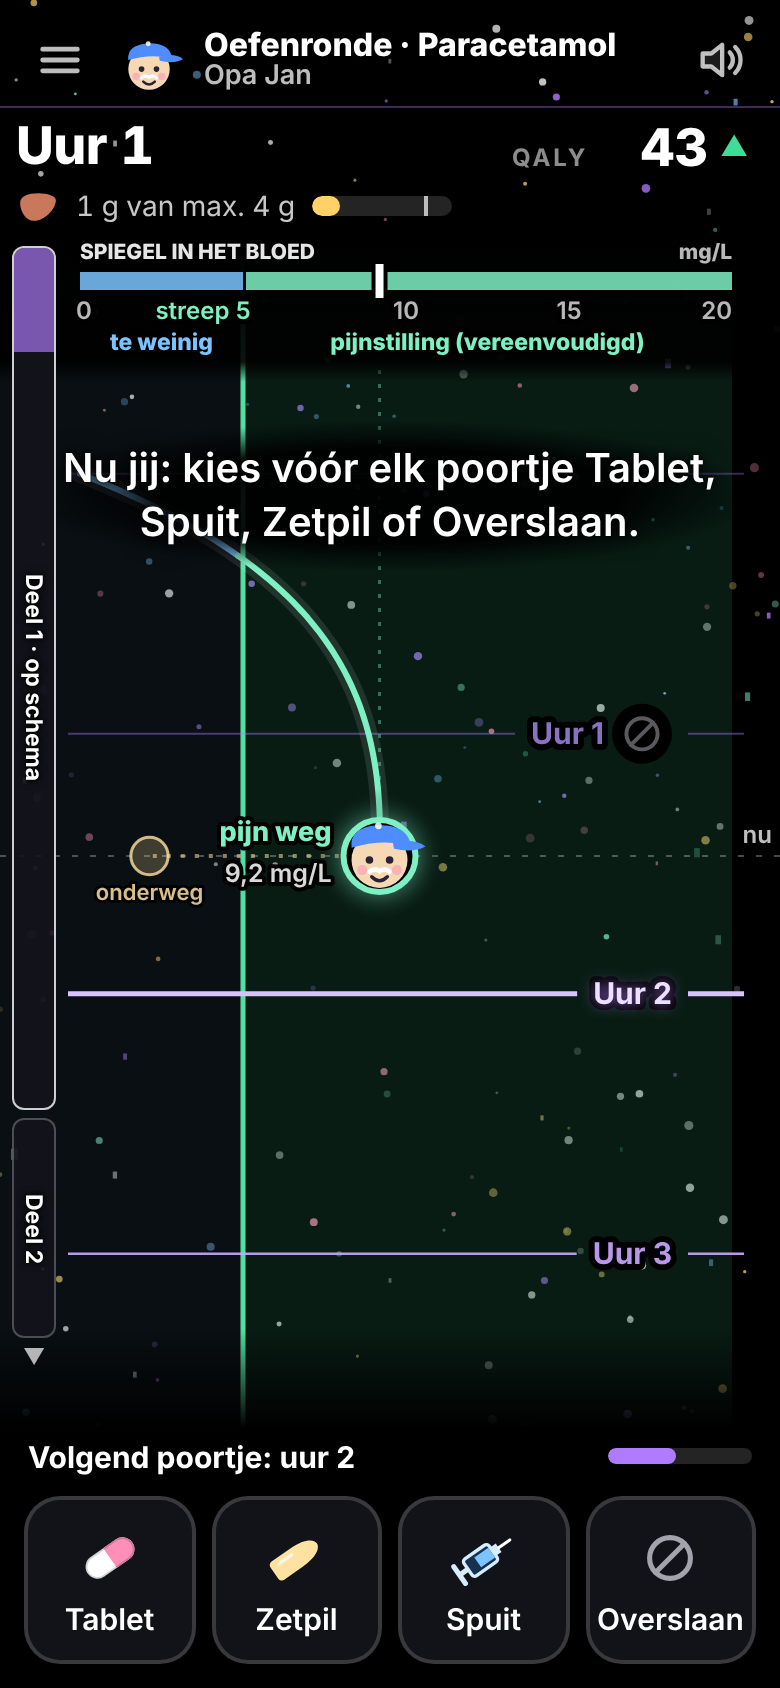 Oefenronde · Paracetamol
Opa Jan
Uur 1
QALY 43
1 g van max. 4 g
SPIEGEL IN HET BLOED mg/L
0 streep 5 10 15 20
te weinig pijnstilling (vereenvoudigd)
Nu jij: kies vóór elk poortje Tablet,
Spuit, Zetpil of Overslaan.
Deel 1 · op schema
Uur 1
pijn weg
nu
9,2 mg/L
onderweg
Uur 2
Deel 2
Uur 3
Volgend poortje: uur 2
Tablet Zetpil Spuit Overslaan